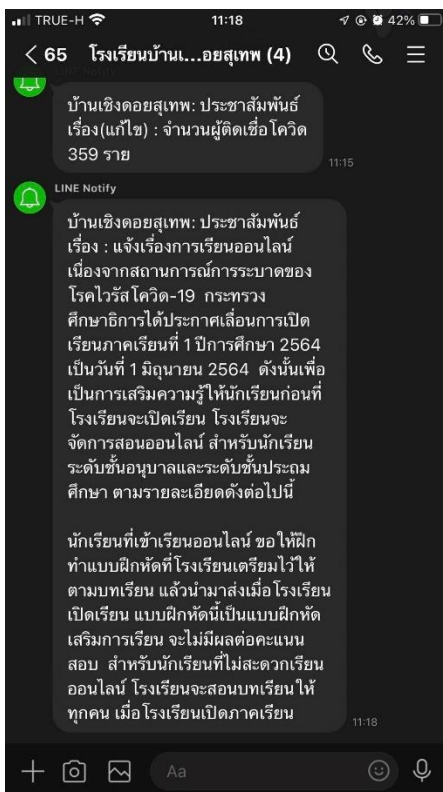 TRUE-H
11:18
42%
65 โรงเรียนบ้านเ...อยสุเทพ (4)
บ้านเชิงดอยสุเทพ: ประชาสัมพันธ์
เรื่อง(แก้ไข) : จำนวนผู้ติดเชื่อโควิด
359 ราย
11:15
LINE Notify
บ้านเชิงดอยสุเทพ: ประชาสัมพันธ์
เรื่อง : แจ้งเรื่องการเรียนออนไลน์
เนื่องจากสถานการณ์การระบาดของ
โรคไวรัสโควิด-19 กระทรวง
ศึกษาธิการได้ประกาศเลื่อนการเปิด
เรียนภาคเรียนที่ 1 ปีการศึกษา 2564
เป็นวันที่ 1 มิถุนายน 2564 ดังนั้นเพื่อ
เป็นการเสริมความรู้ให้นักเรียนก่อนที่
โรงเรียนจะเปิดเรียน โรงเรียนจะ
จัดการสอนออนไลน์ สำหรับนักเรียน
ระดับชั้นอนุบาลและระดับชั้นประถม
ศึกษา ตามรายละเอียดดังต่อไปนี้
นักเรียนที่เข้าเรียนออนไลน์ ขอให้ฝึก
ทำแบบฝึกหัดที่โรงเรียนเตรียมไว้ให้
ตามบทเรียน แล้วนำมาส่งเมื่อโรงเรียน
เปิดเรียน แบบฝึกหัดนี้เป็นแบบฝึกหัด
เสริมการเรียน จะไม่มีผลต่อคะแนน
สอบ สำหรับนักเรียนที่ไม่สะดวกเรียน
ออนไลน์ โรงเรียนจะสอนบทเรียนให้
ทุกคน เมื่อโรงเรียนเปิดภาคเรียน
11:18
Aa